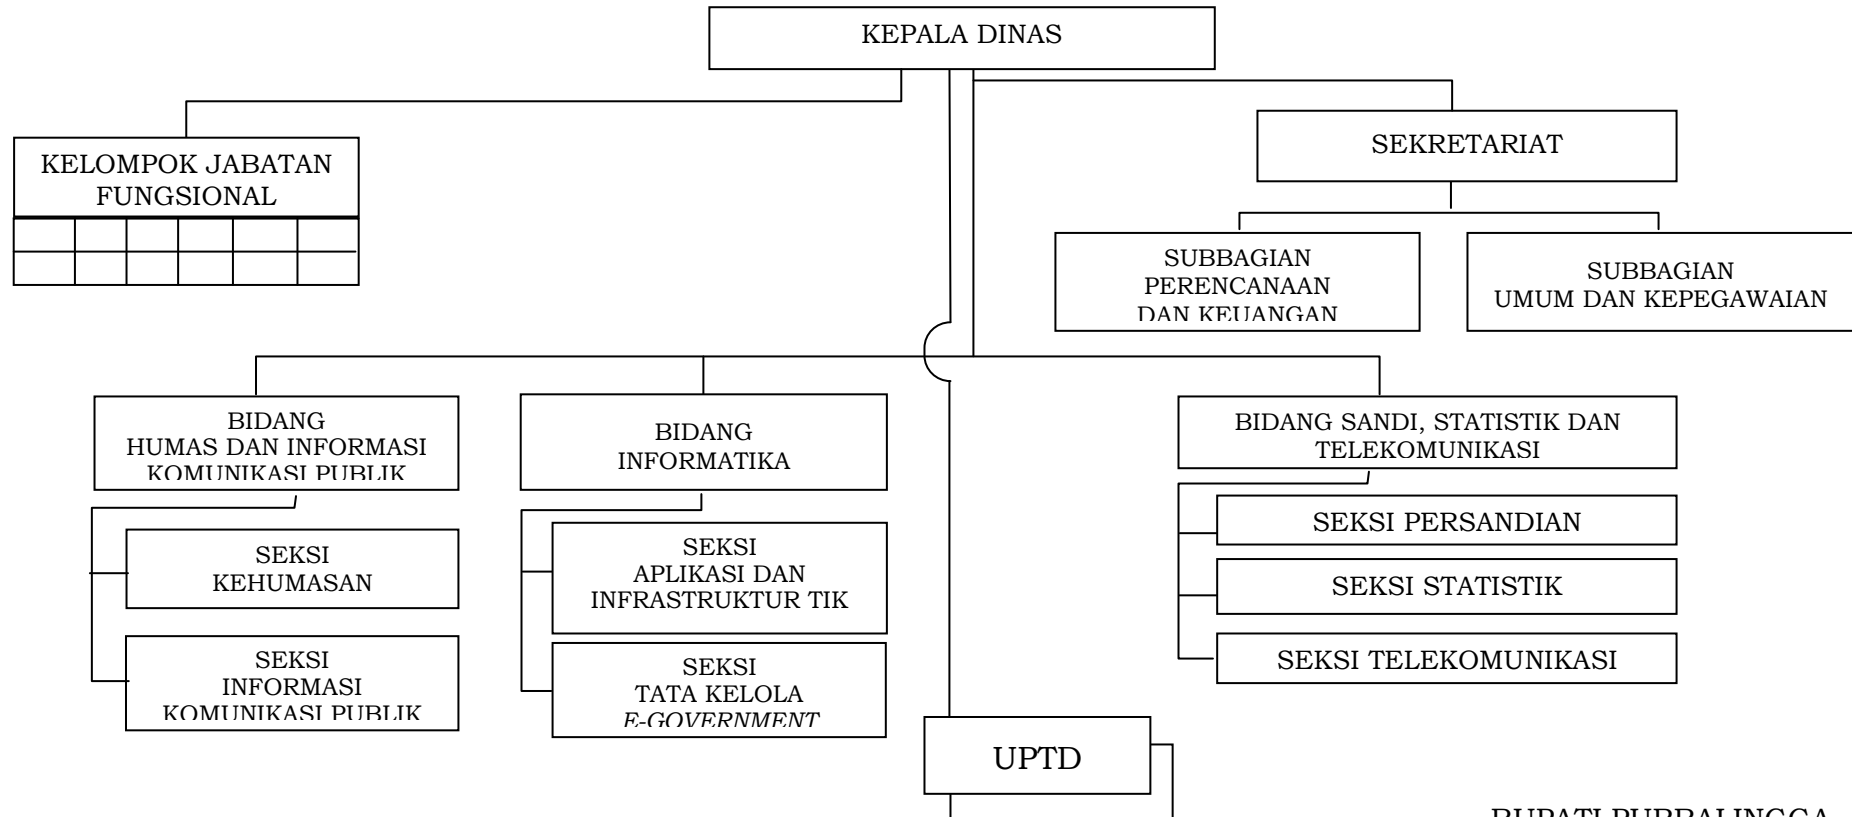 KEPALA DINAS
KELOMPOK JABATAN
FUNGSIONAL
SEKRETARIAT
SUBBAGIAN
PERENCANAAN
DAN KEUANGAN
SUBBAGIAN
UMUM DAN KEPEGAWAIAN
BIDANG
HUMAS DAN INFORMASI
KOMUNIKASI PUBLIK
BIDANG
INFORMATIKA
BIDANG SANDI, STATISTIK DAN
TELEKOMUNIKASI
SEKSI
KEHUMASAN
SEKSI
INFORMASI
KOMUNIKASI PUBLIK
SEKSI
APLIKASI DAN
INFRASTRUKTUR TIK
SEKSI
TATA KELOLA
E-GOVERNMENT
SEKSI PERSANDIAN
SEKSI STATISTIK
SEKSI TELEKOMUNIKASI
UPTD
BUPATI PURBALINGGA